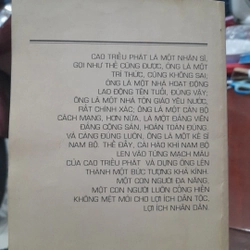 CAO TRIỀU PHÁT LÀ MỘT NHÂN SĨ,
GỌI NHƯ THẾ CŨNG ĐƯỢC, ÔNG LÀ MỘT
TRÍ THỨC, CŨNG KHÔNG SAI;
ÔNG LÀ MỘT NHÀ HOẠT ĐỘNG
LAO ĐỘNG TÊN TUỔI, ĐÚNG VẬY;
ÔNG LÀ MỘT NHÀ TÔN GIÁO YÊU NƯỚC,
RẤT CHÍNH XÁC; ÔNG LÀ MỘT CÁN BỘ
CÁCH MẠNG, HƠN NỮA, LÀ MỘT ĐẢNG VIÊN
ĐẢNG CỘNG SẢN, HOÀN TOÀN ĐÚNG.
VÀ CÀNG ĐÚNG LUÔN, ÔNG LÀ MỘT KẺ SĨ
NAM BỘ. THẾ ĐẤY, CÁI HÀO KHÍ NAM BỘ
LEN VÀO TỪNG MẠCH MÁU
CỦA CAO TRIỀU PHÁT VÀ DỰNG ÔNG LÊN
THÀNH MỘT BỨC TƯỢNG KHẢ KÍNH.
MỘT CON NGƯỜI ĐA NĂNG,
MỘT CON NGƯỜI LUÔN CỐNG HIẾN
KHÔNG MỆT MỎI CHO LỢI ÍCH DÂN TỘC,
LỢI ÍCH NHÂN DÂN.